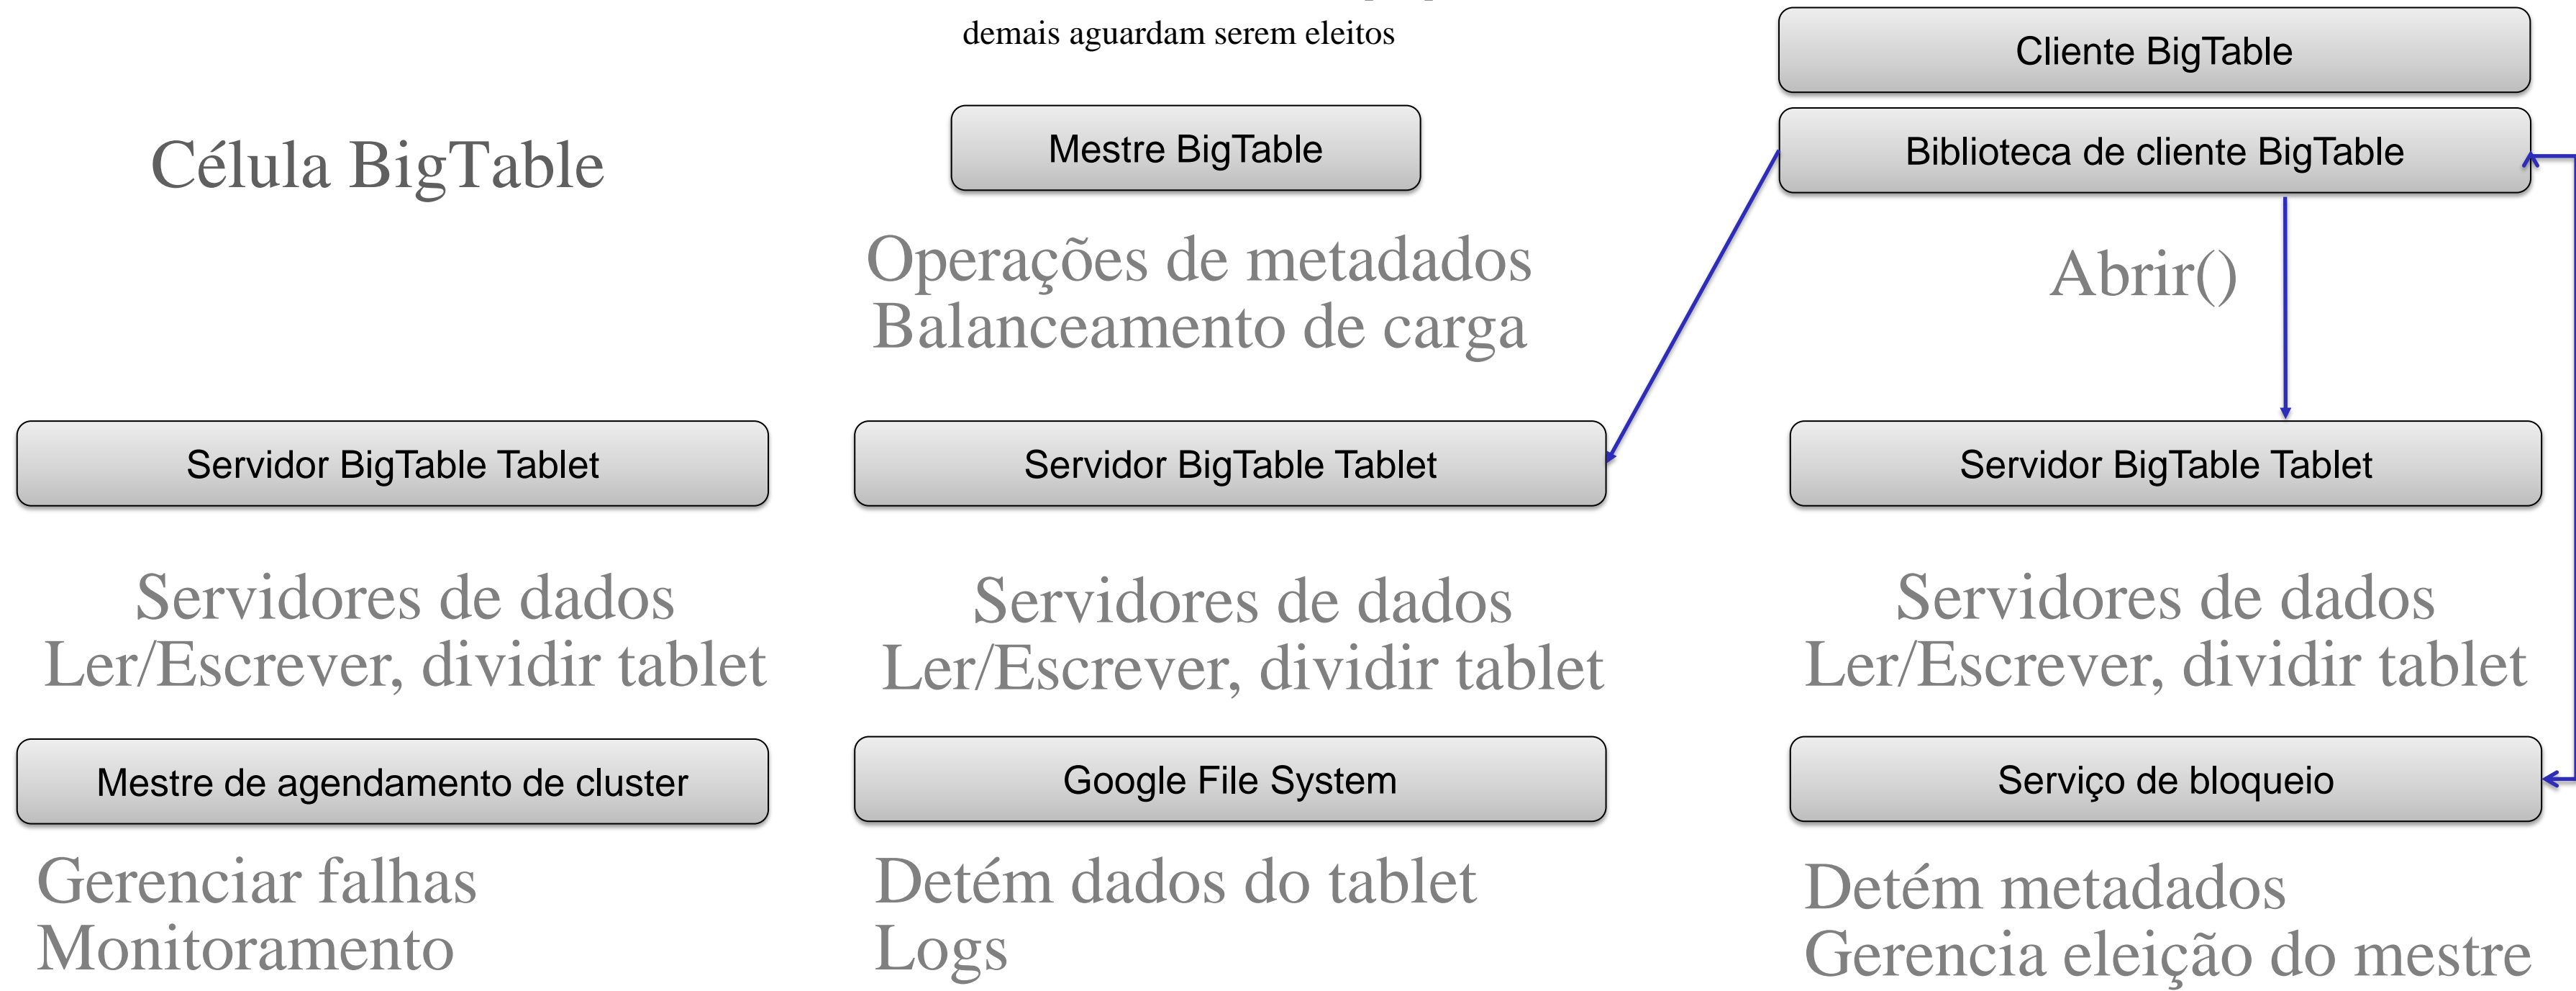 demais aguardam serem eleitos
Cliente BigTable
Célula BigTable
Mestre BigTable
Biblioteca de cliente BigTable
Operações de metadados
Balanceamento de carga
Abrir()
Servidor BigTable Tablet
Servidor BigTable Tablet
Servidor BigTable Tablet
Servidores de dados
Ler/Escrever, dividir tablet
Servidores de dados
Ler/Escrever, dividir tablet
Servidores de dados
Ler/Escrever, dividir tablet
Mestre de agendamento de cluster
Google File System
Serviço de bloqueio
Gerenciar falhas
Monitoramento
Detém dados do tablet
Logs
Detém metadados
Gerencia eleição do mestre